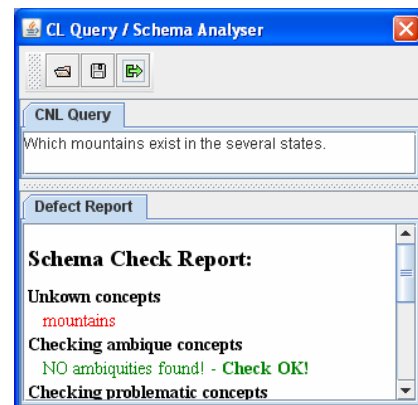 CL Query / Schema Analyser
CNL Query
Which mountains exist in the several states.
Defect Report
Schema Check Report:
Unkown concepts
mountains
Checking ambique concepts
NO ambiquities found! - Check OK!
Checking problematic concepts